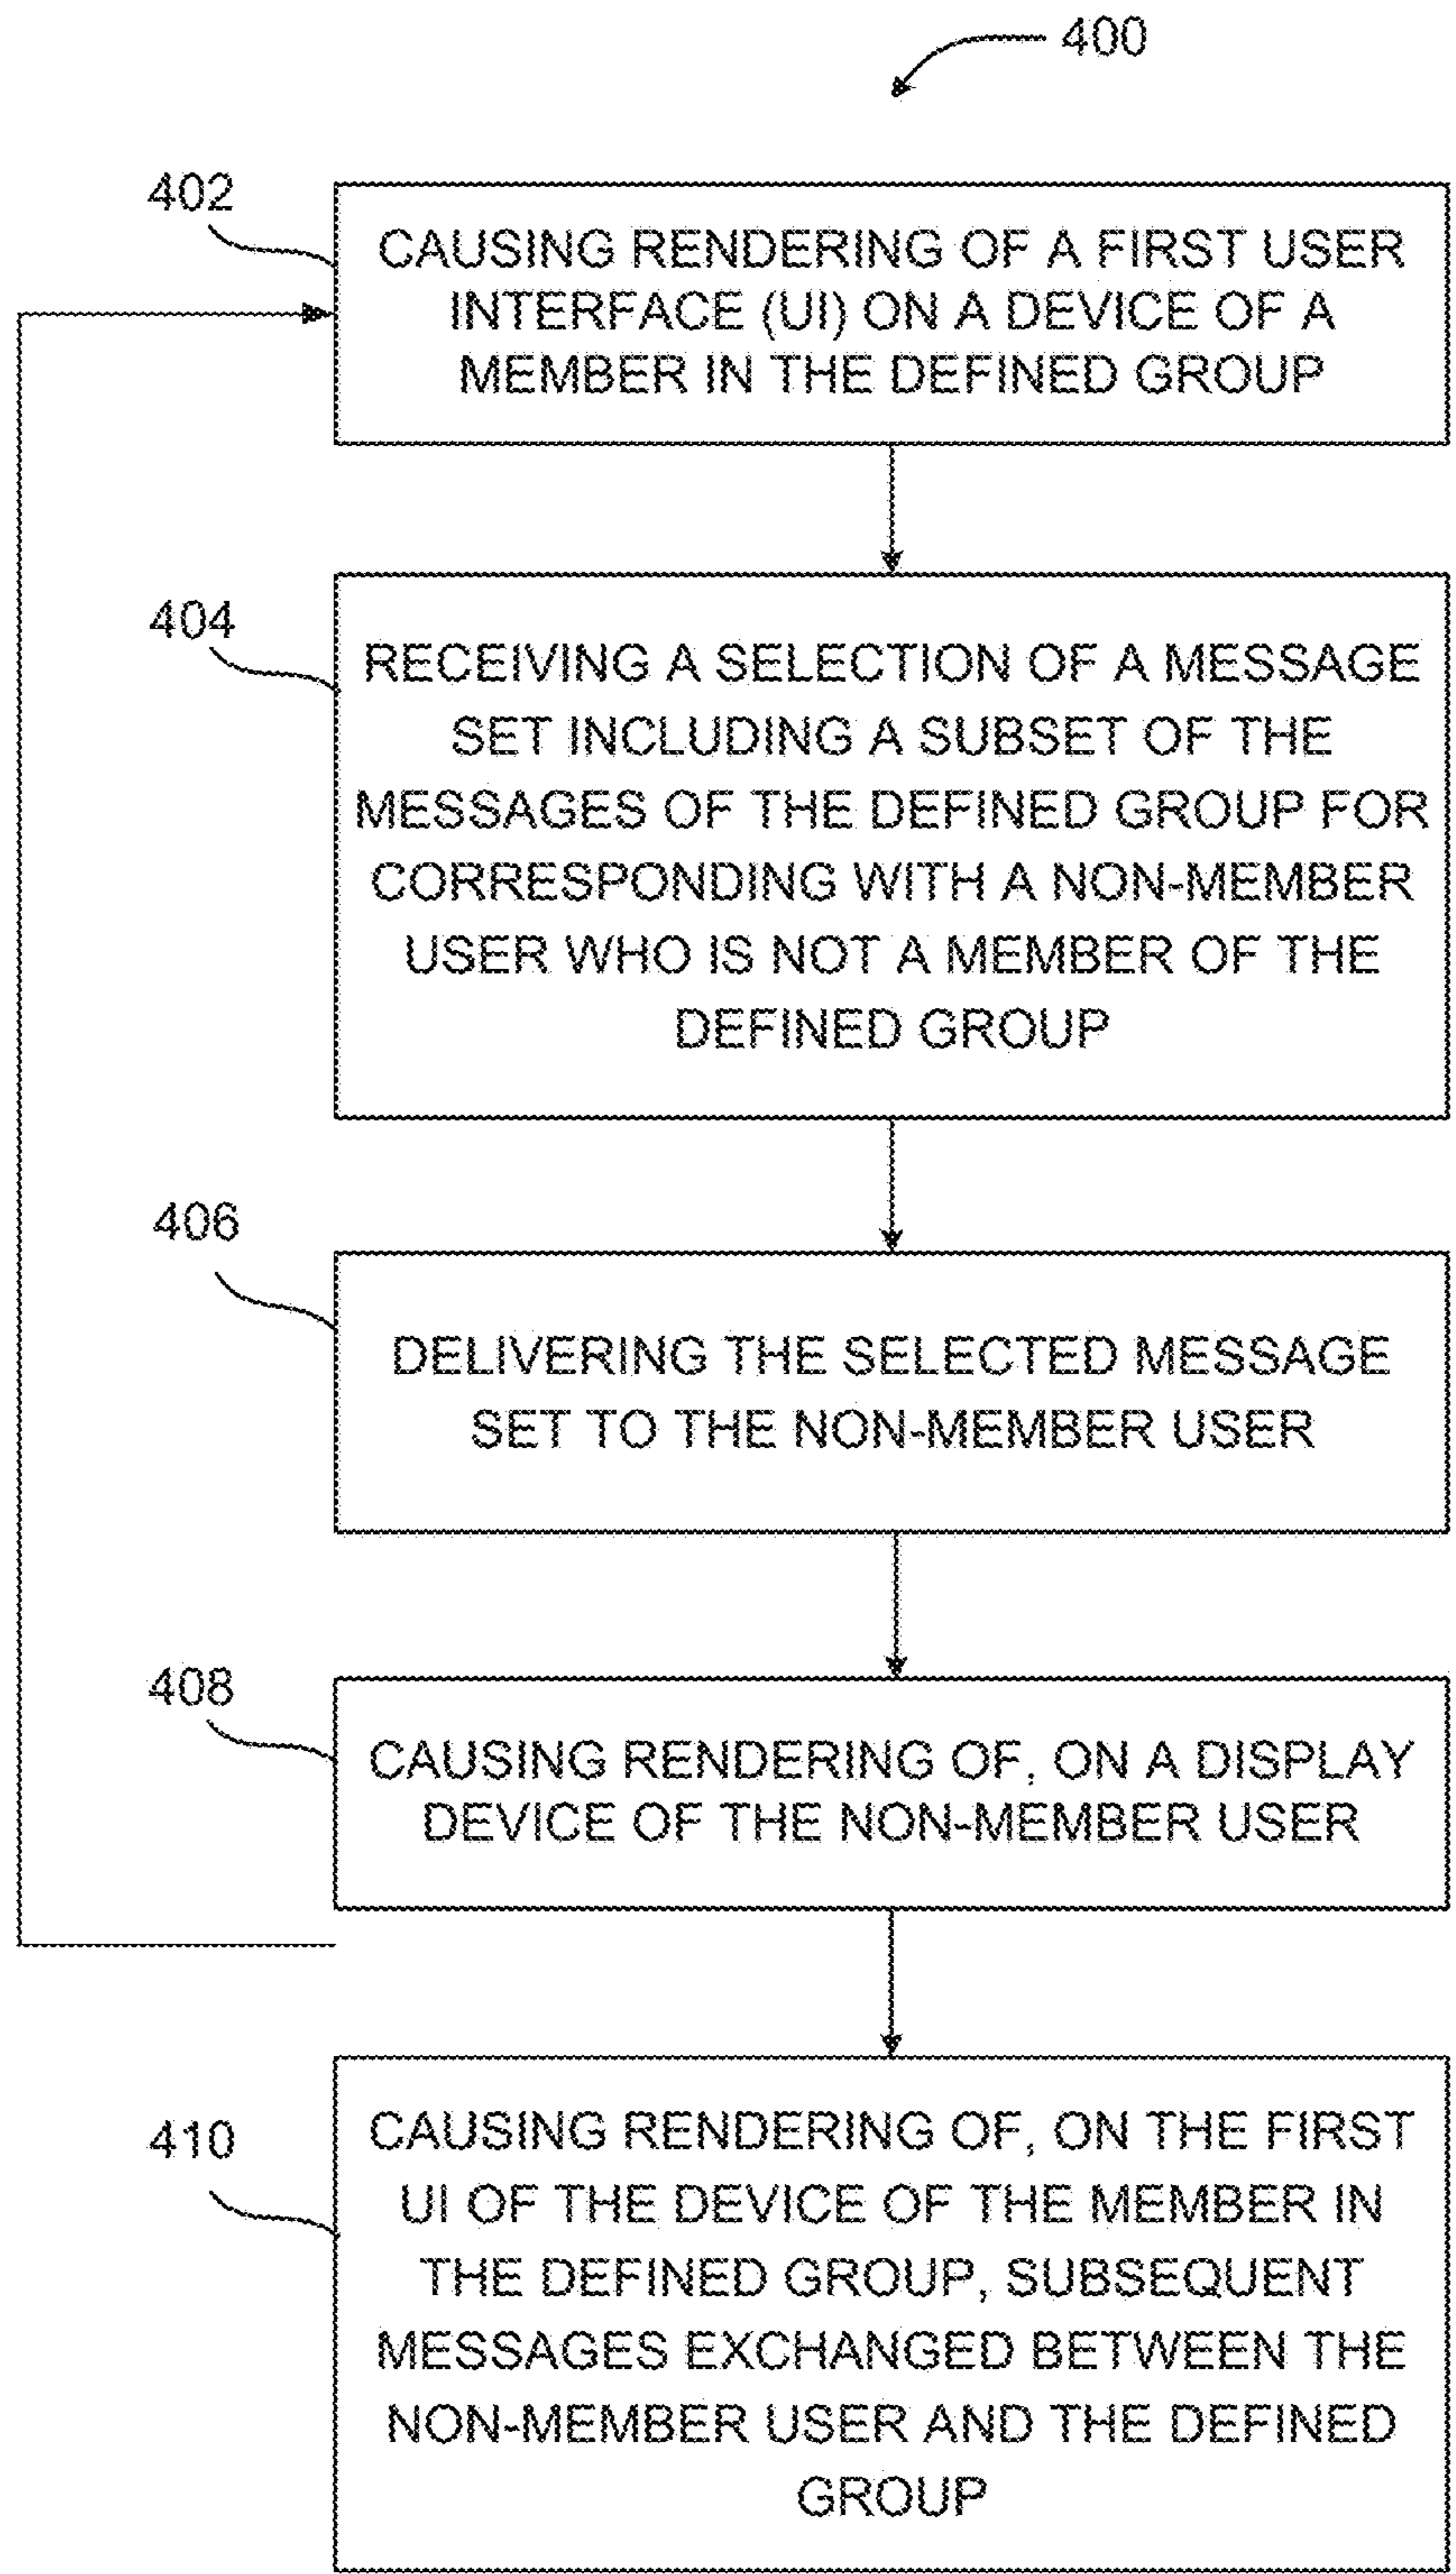 400
402
CAUSING RENDERING OF A FIRST USER
INTERFACE (UI) ON A DEVICE OF A
MEMBER IN THE DEFINED GROUP
404
RECEIVING A SELECTION OF A MESSAGE
SET INCLUDING A SUBSET OF THE
MESSAGES OF THE DEFINED GROUP FOR
CORRESPONDING WITH A NON-MEMBER
USER WHO IS NOT A MEMBER OF THE
DEFINED GROUP
406
DELIVERING THE SELECTED MESSAGE
SET TO THE NON-MEMBER USER
408
CAUSING RENDERING OF, ON A DISPLAY
DEVICE OF THE NON-MEMBER USER
410
CAUSING RENDERING OF, ON THE FIRST
UI OF THE DEVICE OF THE MEMBER IN
THE DEFINED GROUP, SUBSEQUENT
MESSAGES EXCHANGED BETWEEN THE
NON-MEMBER USER AND THE DEFINED
GROUP